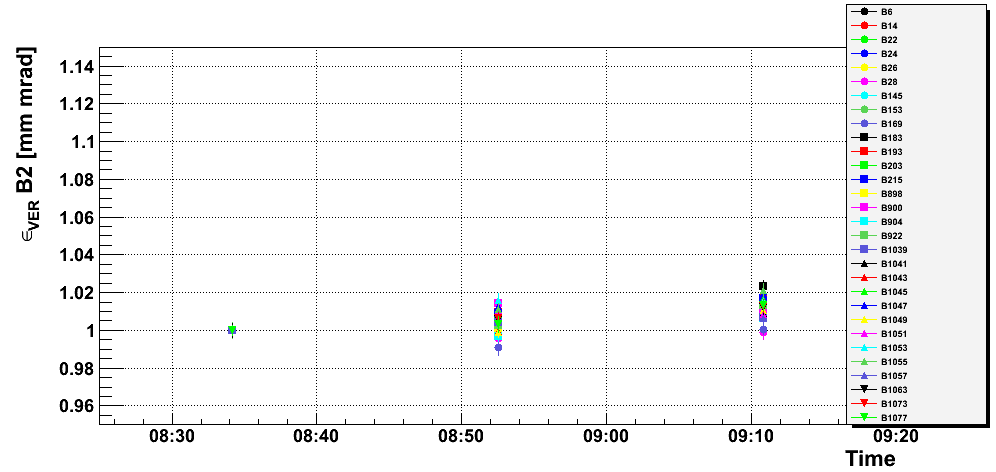 ϵVER B2 [mm mrad]
1.14
1.12
1.1
1.08
1.06
1.04
1.02
1
0.98
0.96
08:30 08:40 08:50 09:00 09:10 09:20
Time
B6
B14
B22
B24
B26
B28
B145
B153
B169
B183
B193
B203
B215
B898
B900
B904
B922
B1039
B1041
B1043
B1045
B1047
B1049
B1051
B1053
B1055
B1057
B1063
B1073
B1077